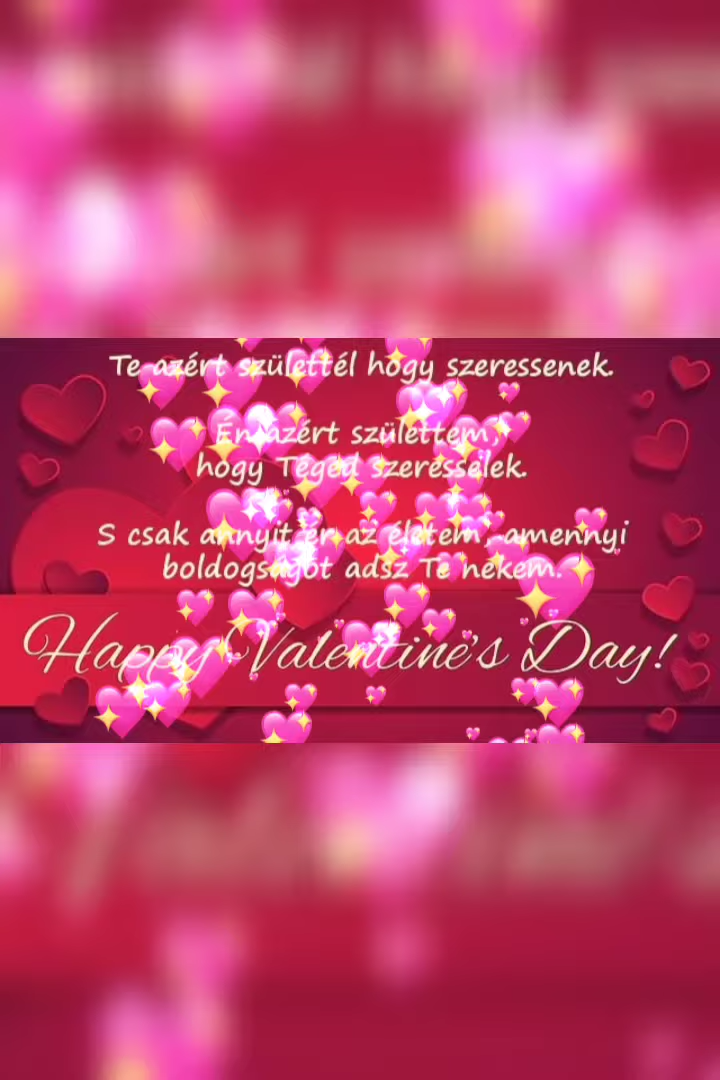 Te azért születtél hogy szeressenek.
Én azért születtem,
hogy Téged szeresselek.
S csak annyit ér az életem, amennyi
boldogságot adsz Te nekem.
Happy Valentine's Day!